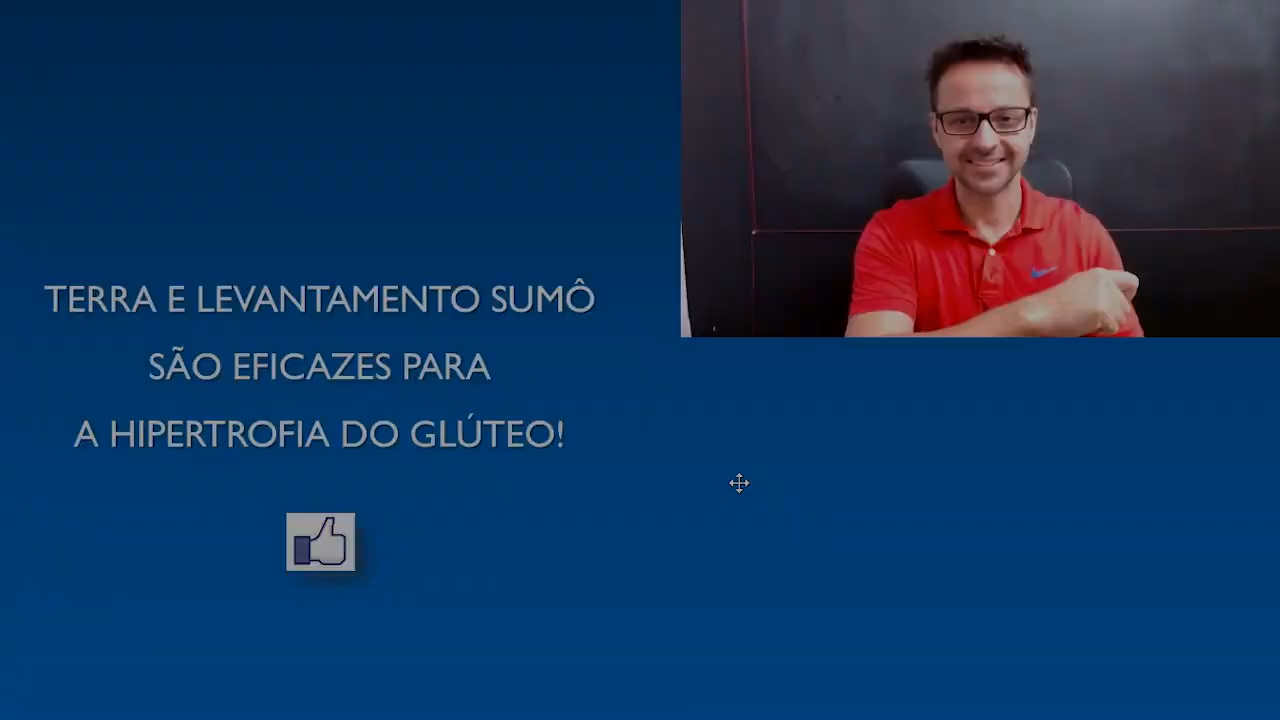 TERRA E LEVANTAMENTO SUMÔ
SÃO EFICAZES PARA
A HIPERTROFIA DO GLÚTEO!